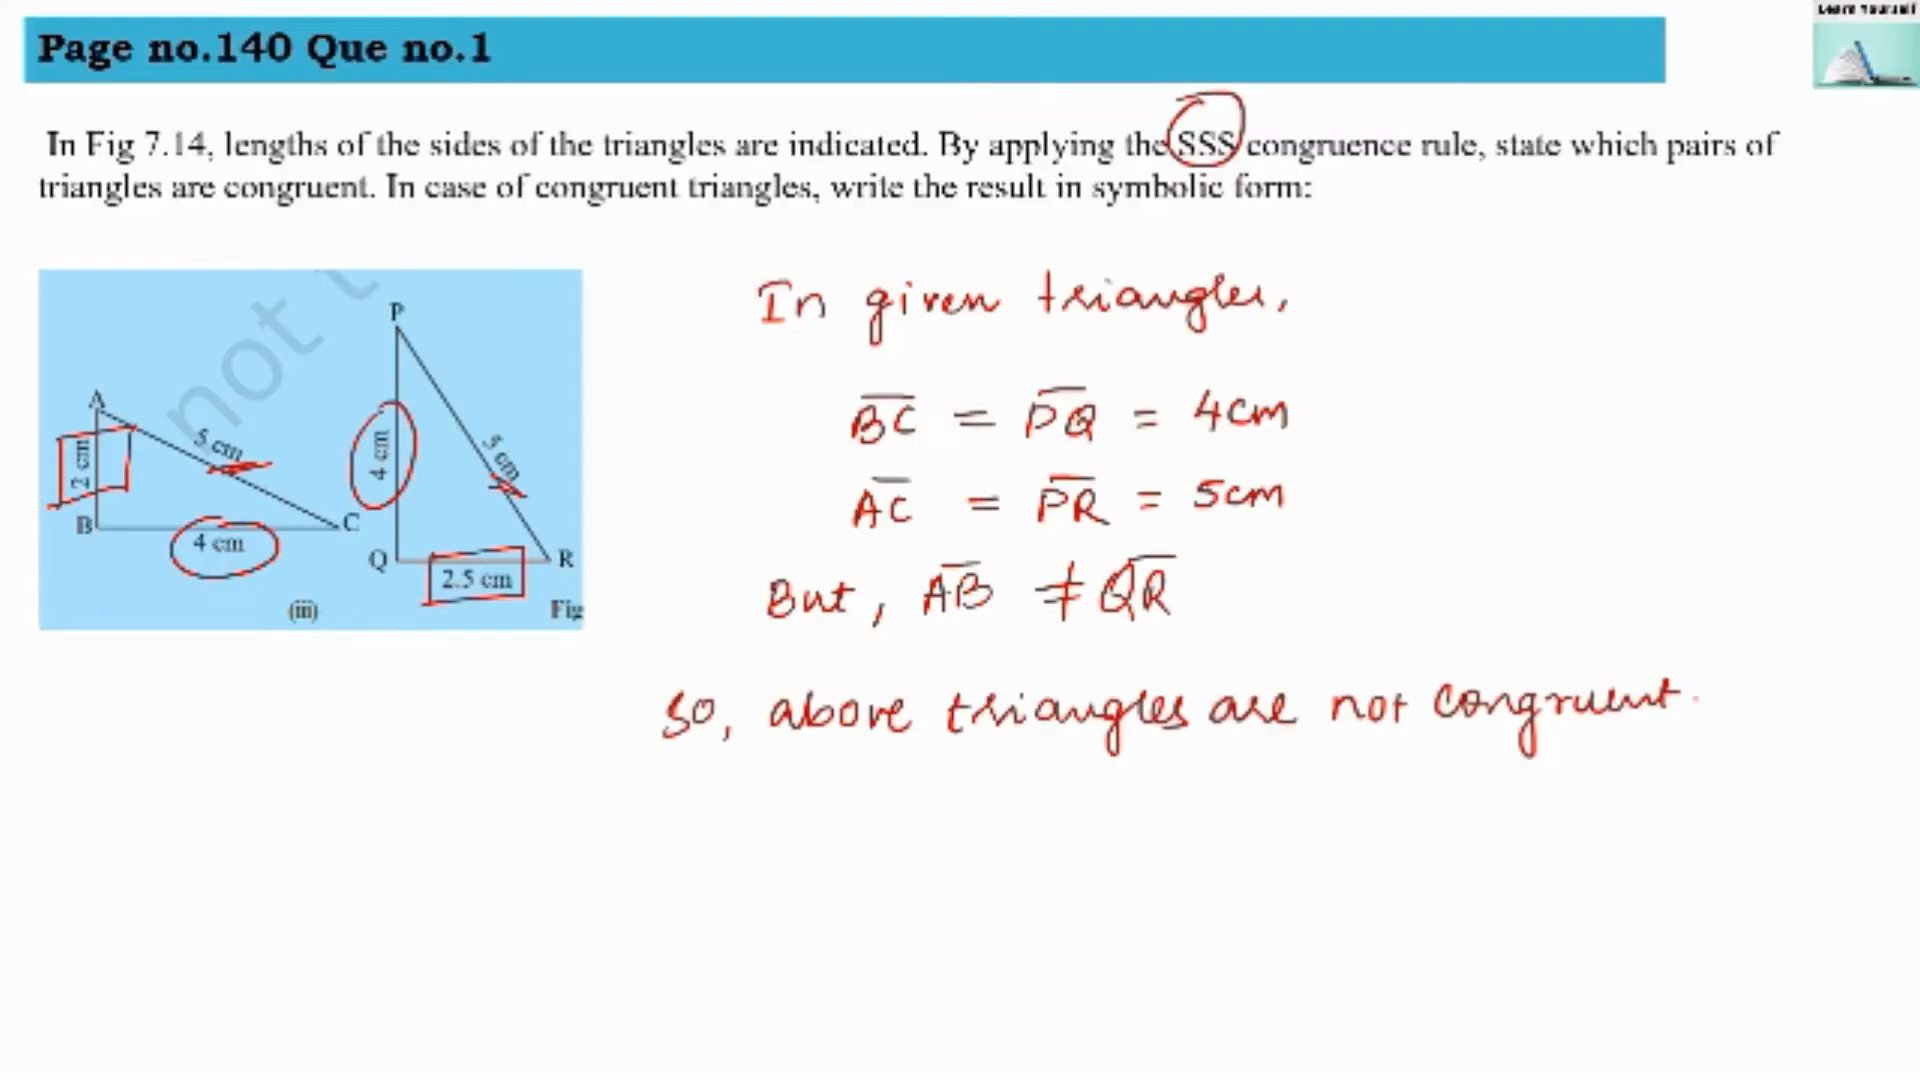 Learn Yourself
Page no.140 Que no.1
In Fig 7.14, lengths of the sides of the triangles are indicated. By applying the SSS congruence rule, state which pairs of
triangles are congruent. In case of congruent triangles, write the result in symbolic form:
not t
P
A
5 cm
2 cm
4 cm
5 cm
B
4 cm
C
Q
2.5 cm
R
(iii)
Fig
In given triangles,
BC = PQ = 4cm
AC = PR = 5cm
But, AB ≠ QR
So, above triangles are not congruent.